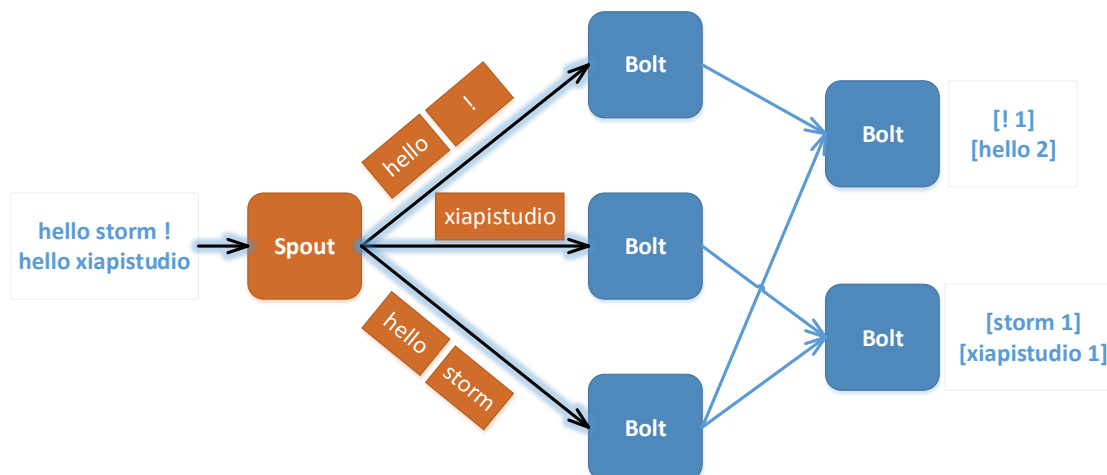 hello storm !
hello xiapistudio
Spout
hello
!
xiapistudio
hello
storm
Bolt
Bolt
Bolt
Bolt
[! 1]
[hello 2]
Bolt
[storm 1]
[xiapistudio 1]